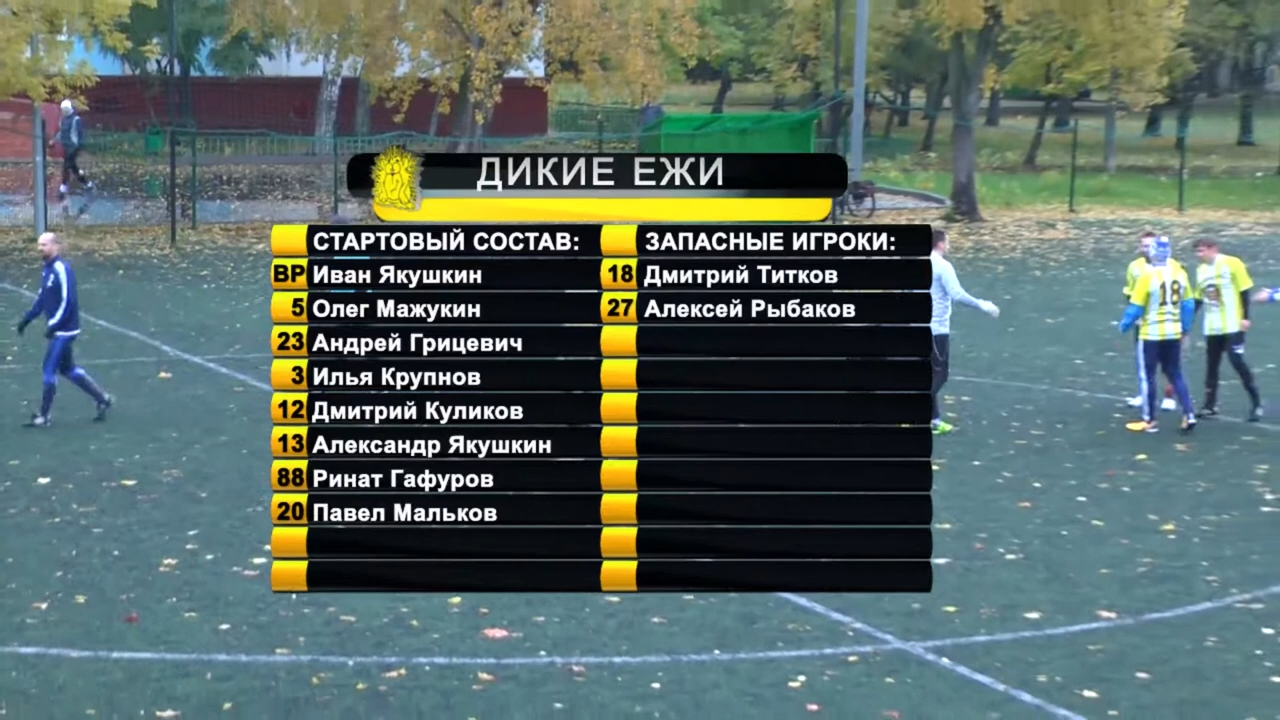 ДИКИЕ ЕЖИ
СТАРТОВЫЙ СОСТАВ:
ВР Иван Якушкин
5 Олег Мажукин
23 Андрей Грицевич
3 Илья Крупнов
12 Дмитрий Куликов
13 Александр Якушкин
88 Ринат Гафуров
20 Павел Мальков
ЗАПАСНЫЕ ИГРОКИ:
18 Дмитрий Титков
27 Алексей Рыбаков
18